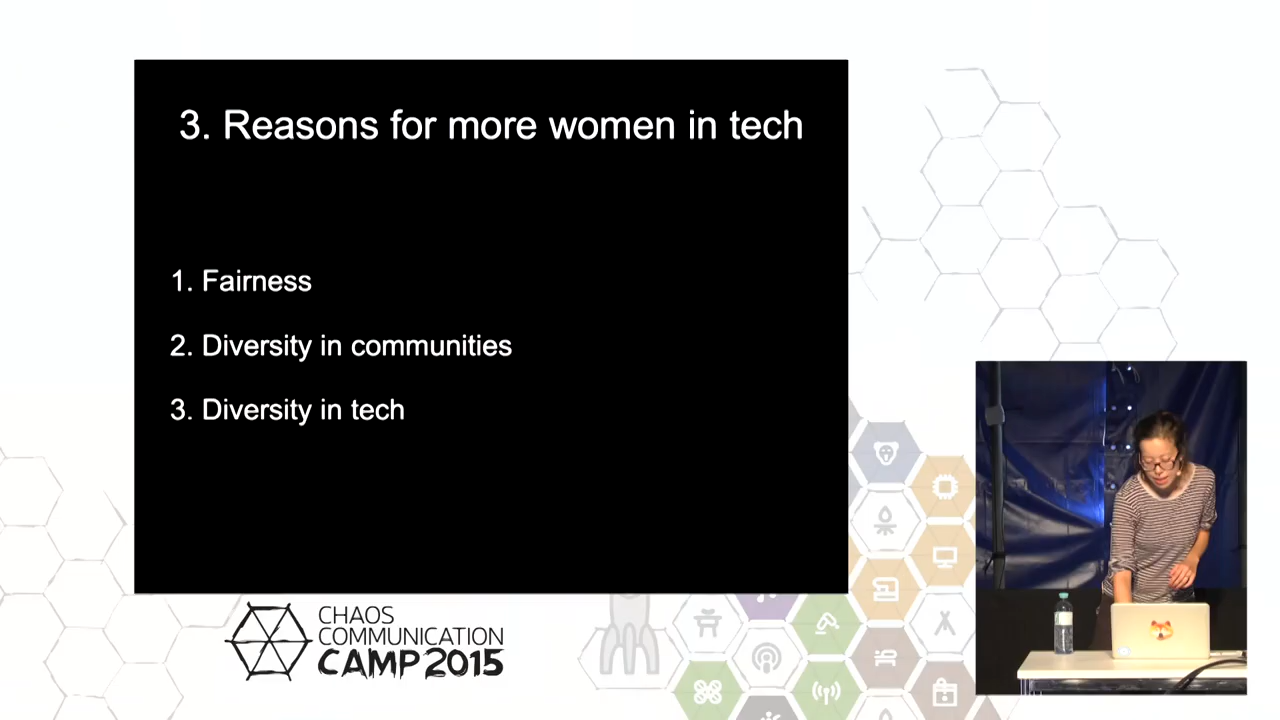 3. Reasons for more women in tech
1. Fairness
2. Diversity in communities
3. Diversity in tech
CHAOS
COMMUNICATION
CAMP 2015